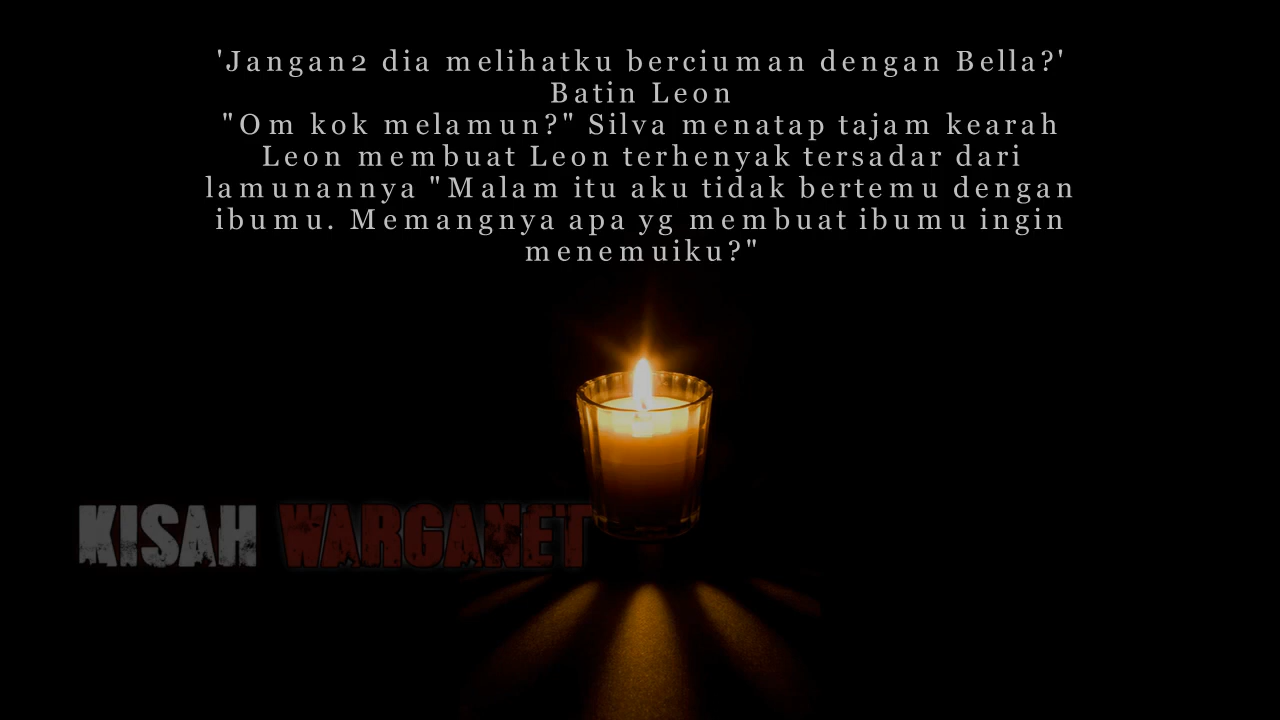 'Jangan2 dia melihatku berciuman dengan Bella?'
Batin Leon
"Om kok melamun?" Silva menatap tajam kearah
Leon membuat Leon terhenyak tersadar dari
lamunannya "Malam itu aku tidak bertemu dengan
ibumu. Memangnya apa yg membuat ibumu ingin
menemuiku?"
KISAH WARGANET